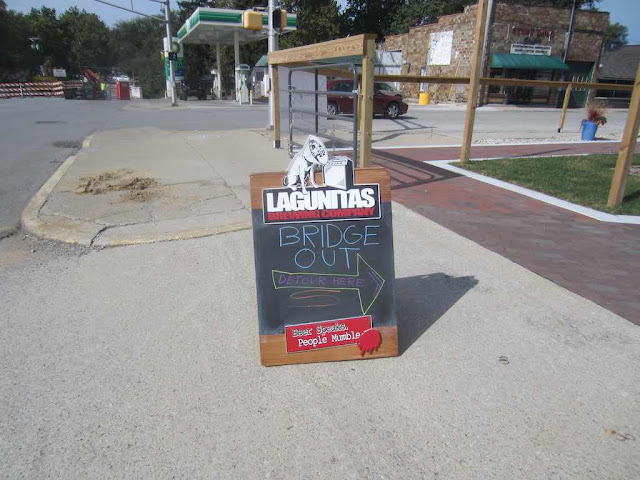 LAGUNITAS
BREWING COMPANY
BRIDGE
OUT
DETOUR HERE
Beer Speaks.
People Mumble